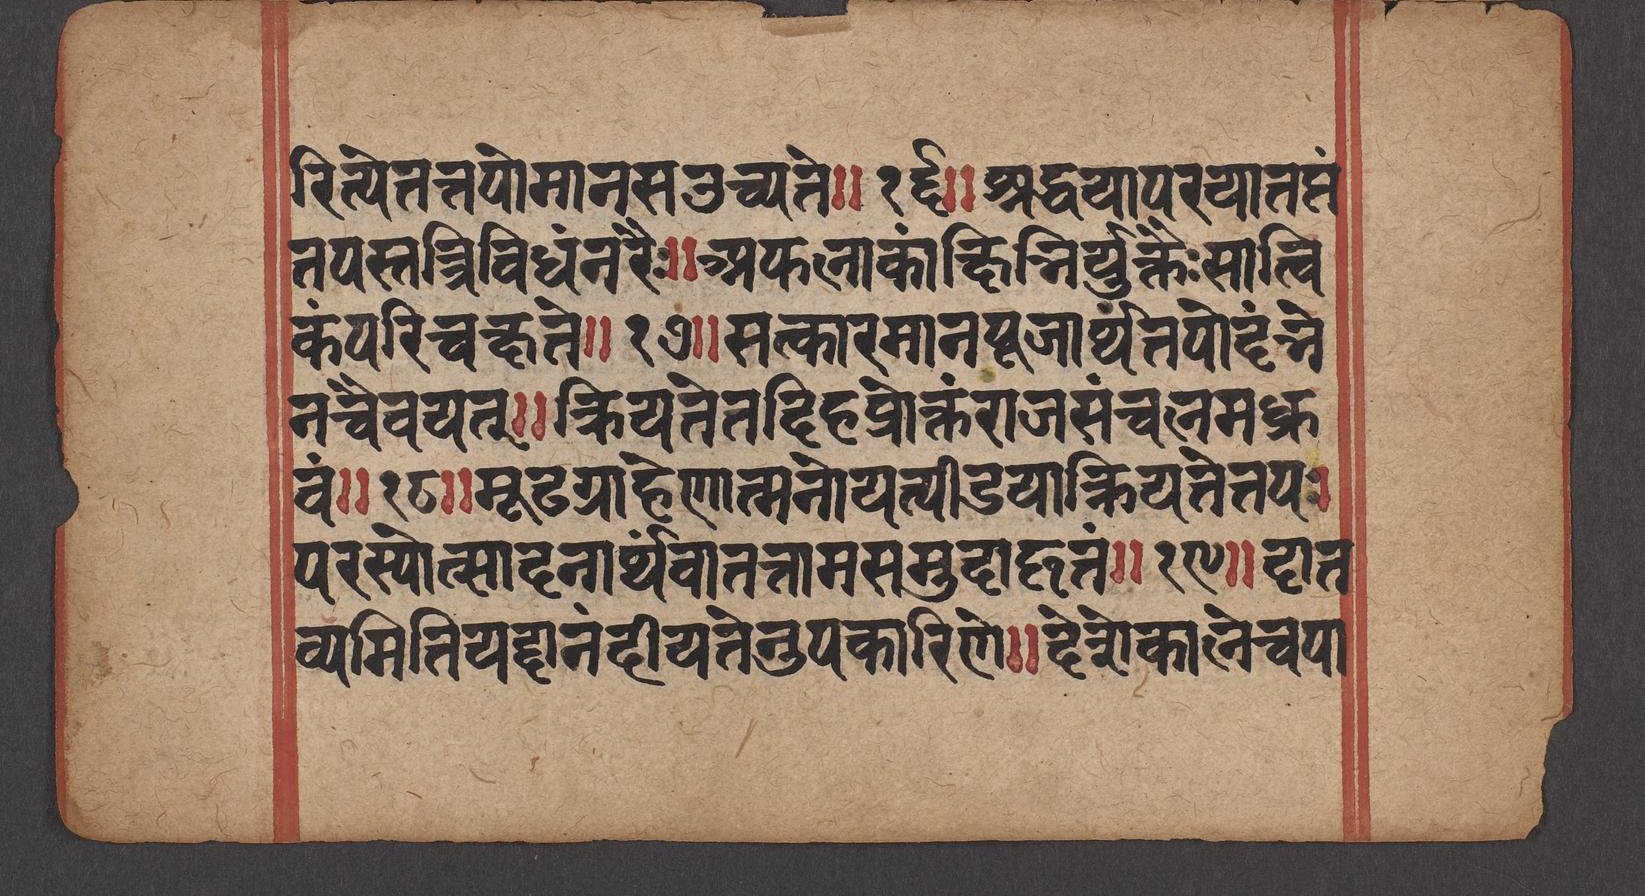 रित्येतत्तपोमानसउच्यते॥१६॥श्रद्धयापरयातप्तं
तपस्तत्त्रिविधंनरैः॥अफलाकांक्षिभिर्युक्तैःसात्वि
कंपरिचक्षते॥१७॥सत्कारमानपूजार्थंतपोदंभे
नचैवयत्॥क्रियतेतदिहप्रोक्तंराजसंचलमध्रु
वं॥१८॥मूढग्राहेणात्मनोयत्पीडयाक्रियतेतपः।
परस्योत्सादनार्थंवातत्तामसमुदाहृतं॥१९॥दात
व्यमितियद्दानंदीयतेनुपकारिणे॥देशेकालेचपा